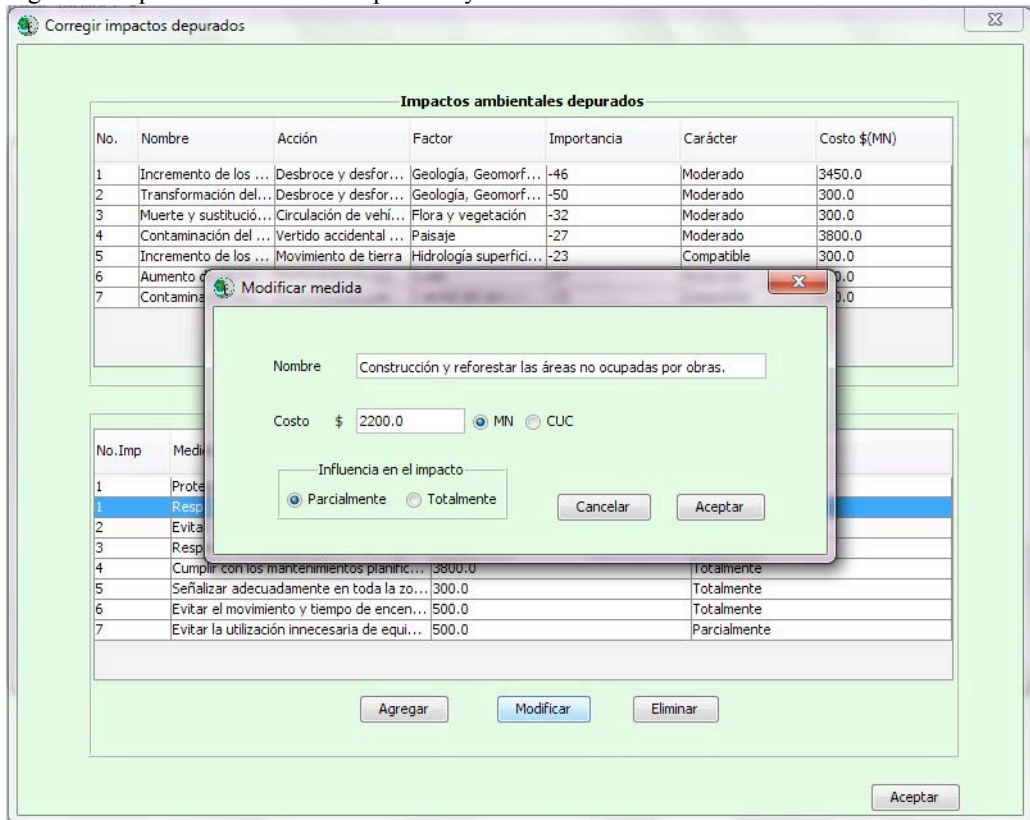 Corregir impactos depurados
Impactos ambientales depurados
No. Nombre Acción Factor Importancia Carácter Costo $(MN)
1 Incremento de los ... Desbroce y desfor... Geología, Geomorf... -46 Moderado 3450.0
2 Transformación del... Desbroce y desfor... Geología, Geomorf... -50 Moderado 300.0
3 Muerte y sustitució... Circulación de vehí... Flora y vegetación -32 Moderado 300.0
4 Contaminación del ... Vertido accidental ... Paisaje -27 Moderado 3800.0
5 Incremento de los ... Movimiento de tierra Hidrología superfici... -23 Compatible 300.0
6 Aumento
7 Contamina
Modificar medida
Nombre Construcción y reforestar las áreas no ocupadas por obras.
Costo $ 2200.0 MN CUC
Influencia en el impacto
Parcialmente Totalmente
Cancelar Aceptar
No.Imp Medi
1 Prote
1 Resp
2 Evita
3 Resp
4 Cumplir con los mantenimientos planific... 3800.0 Totalmente
5 Señalizar adecuadamente en toda la zo... 300.0 Totalmente
6 Evitar el movimiento y tiempo de encen... 500.0 Totalmente
7 Evitar la utilización innecesaria de equi... 500.0 Parcialmente
Agregar Modificar Eliminar
Aceptar